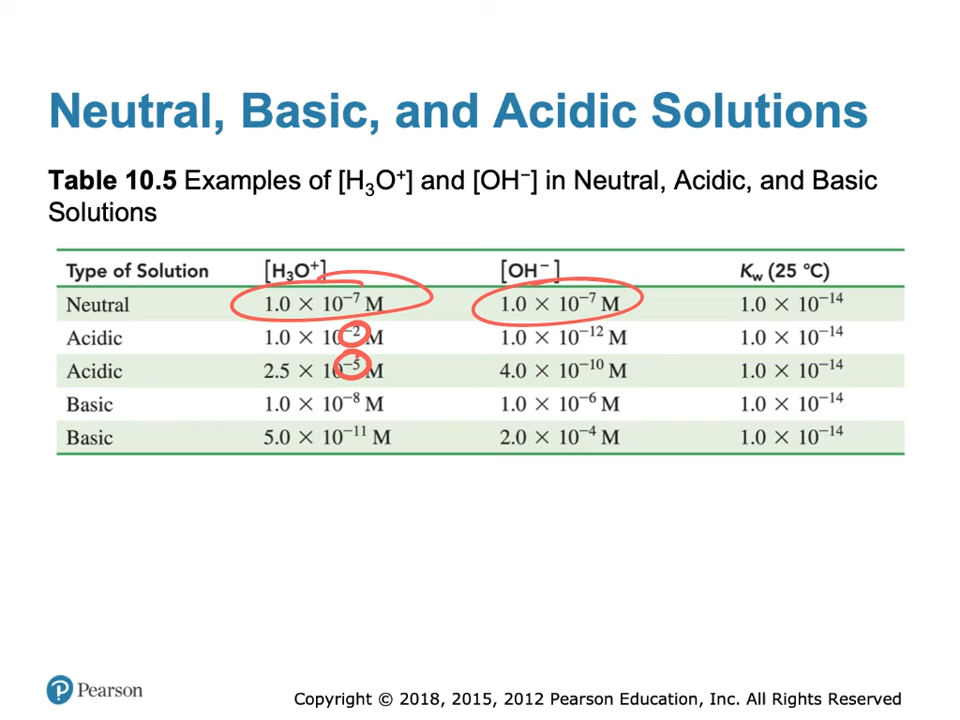 Neutral, Basic, and Acidic Solutions
Table 10.5 Examples of [H₃O⁺] and [OH⁻] in Neutral, Acidic, and Basic
Solutions
Type of Solution [H₃O⁺] [OH⁻] Kw (25 °C)
Neutral 1.0 × 10⁻⁷ M 1.0 × 10⁻⁷ M 1.0 × 10⁻¹⁴
Acidic 1.0 × 10⁻² M 1.0 × 10⁻¹² M 1.0 × 10⁻¹⁴
Acidic 2.5 × 10⁻⁵ M 4.0 × 10⁻¹⁰ M 1.0 × 10⁻¹⁴
Basic 1.0 × 10⁻⁸ M 1.0 × 10⁻⁶ M 1.0 × 10⁻¹⁴
Basic 5.0 × 10⁻¹¹ M 2.0 × 10⁻⁴ M 1.0 × 10⁻¹⁴
P Pearson
Copyright © 2018, 2015, 2012 Pearson Education, Inc. All Rights Reserved